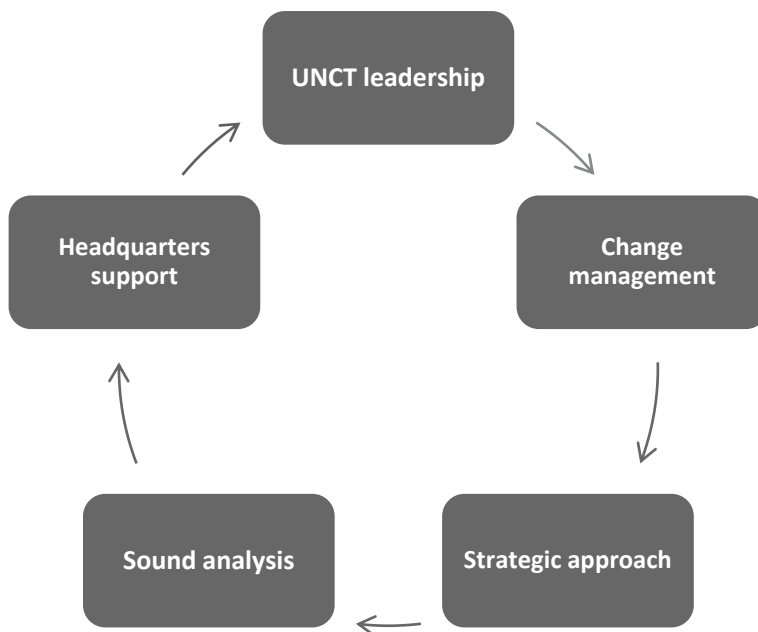 UNCT leadership
Change
management
Strategic approach
Sound analysis
Headquarters
support